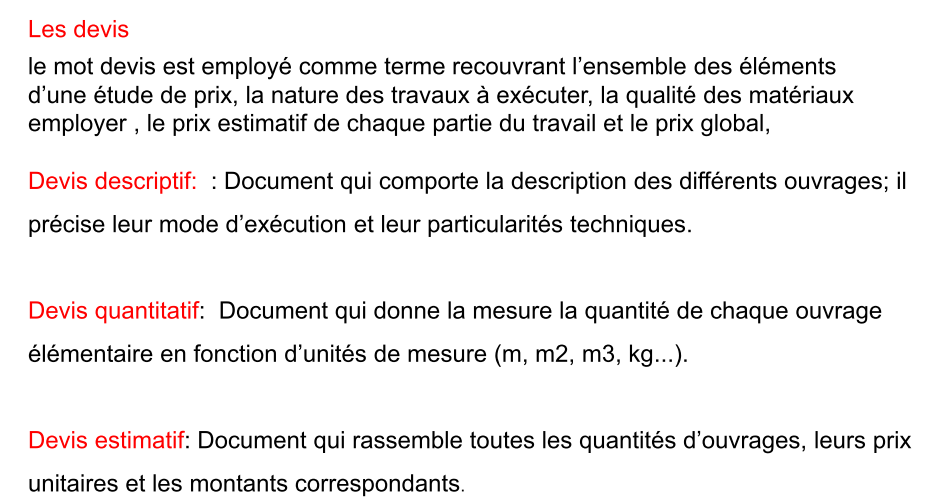 Les devis
le mot devis est employé comme terme recouvrant l’ensemble des éléments
d’une étude de prix, la nature des travaux à exécuter, la qualité des matériaux
employer , le prix estimatif de chaque partie du travail et le prix global,
Devis descriptif:  : Document qui comporte la description des différents ouvrages; il
précise leur mode d’exécution et leur particularités techniques.
Devis quantitatif:  Document qui donne la mesure la quantité de chaque ouvrage
élémentaire en fonction d’unités de mesure (m, m2, m3, kg...).
Devis estimatif: Document qui rassemble toutes les quantités d’ouvrages, leurs prix
unitaires et les montants correspondants.